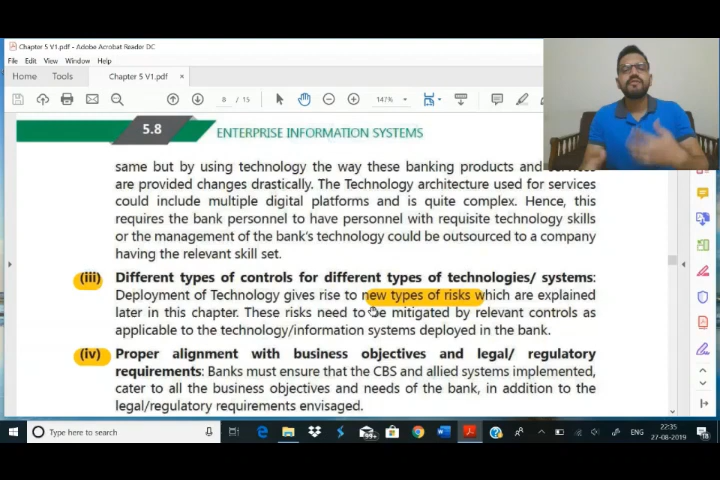 Chapter 5 V1.pdf - Adobe Acrobat Reader DC
File Edit View Window Help
Home Tools Chapter 5 V1.pdf ×
8 / 15 147%
5.8 ENTERPRISE INFORMATION SYSTEMS
same but by using technology the way these banking products and services
are provided changes drastically. The Technology architecture used for services
could include multiple digital platforms and is quite complex. Hence, this
requires the bank personnel to have personnel with requisite technology skills
or the management of the bank's technology could be outsourced to a company
having the relevant skill set.
(iii) Different types of controls for different types of technologies/ systems:
Deployment of Technology gives rise to new types of risks which are explained
later in this chapter. These risks need to be mitigated by relevant controls as
applicable to the technology/information systems deployed in the bank.
(iv) Proper alignment with business objectives and legal/ regulatory
requirements: Banks must ensure that the CBS and allied systems implemented,
cater to all the business objectives and needs of the bank, in addition to the
legal/regulatory requirements envisaged.
Type here to search
99+
ENG
22:35
27-08-2019